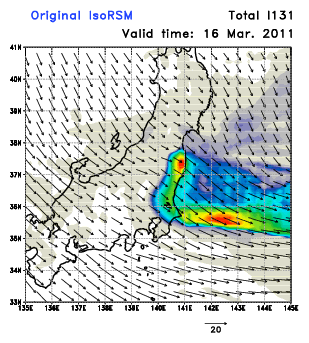 Original IsoRSM Total I131
Valid time: 16 Mar. 2011
41N
40N
39N
38N
37N
36N
35N
34N
33N
135E 136E 137E 138E 139E 140E 141E 142E 143E 144E 145E
20